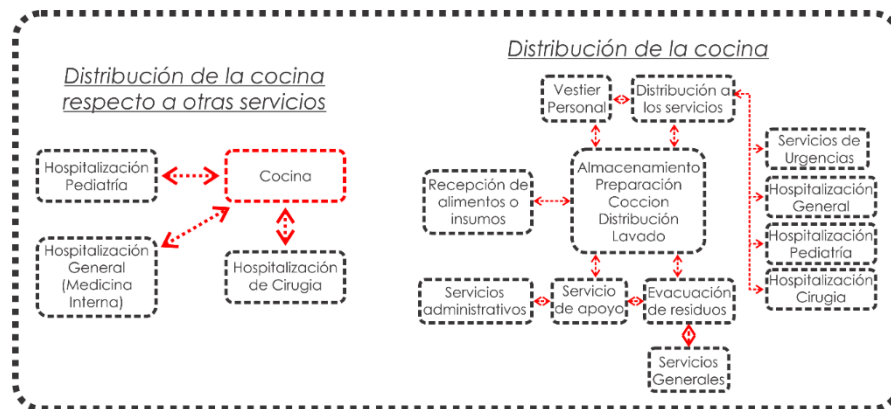 Distribución de la cocina
respecto a otras servicios
Hospitalización
Pediatría
Cocina
Hospitalización
General
(Medicina
Interna)
Hospitalización
de Cirugia
Distribución de la cocina
Vestier
Personal
Distribución a
los servicios
Recepción de
alimentos o
insumos
Almacenamiento
Preparación
Coccion
Distribución
Lavado
Servicios de
Urgencias
Hospitalización
General
Hospitalización
Pediatría
Hospitalización
Cirugia
Servicios
administrativos
Servicio
de apoyo
Evacuación
de residuos
Servicios
Generales